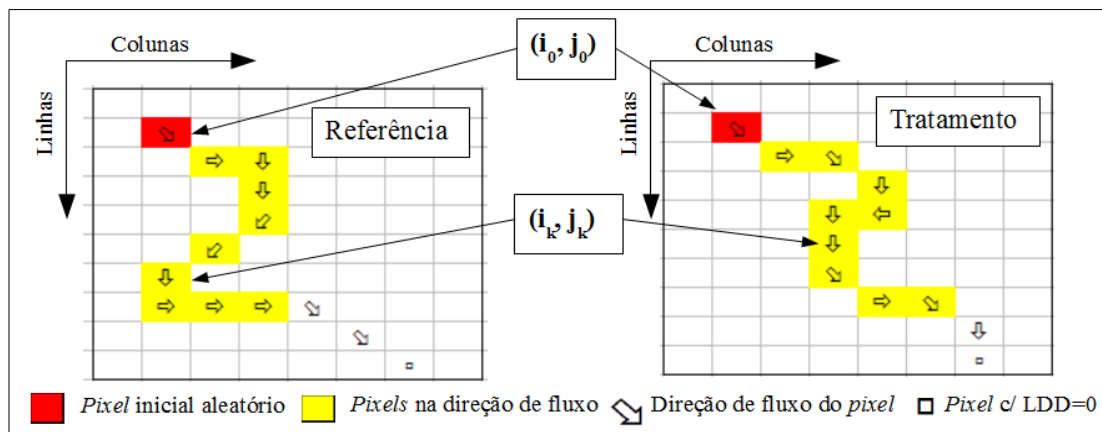 Colunas
(i₀, j₀)
Colunas
Linhas
Referência
Linhas
Tratamento
(iₖ, jₖ)
Pixel inicial aleatório
Pixels na direção de fluxo
Direção de fluxo do pixel
Pixel c/ LDD=0